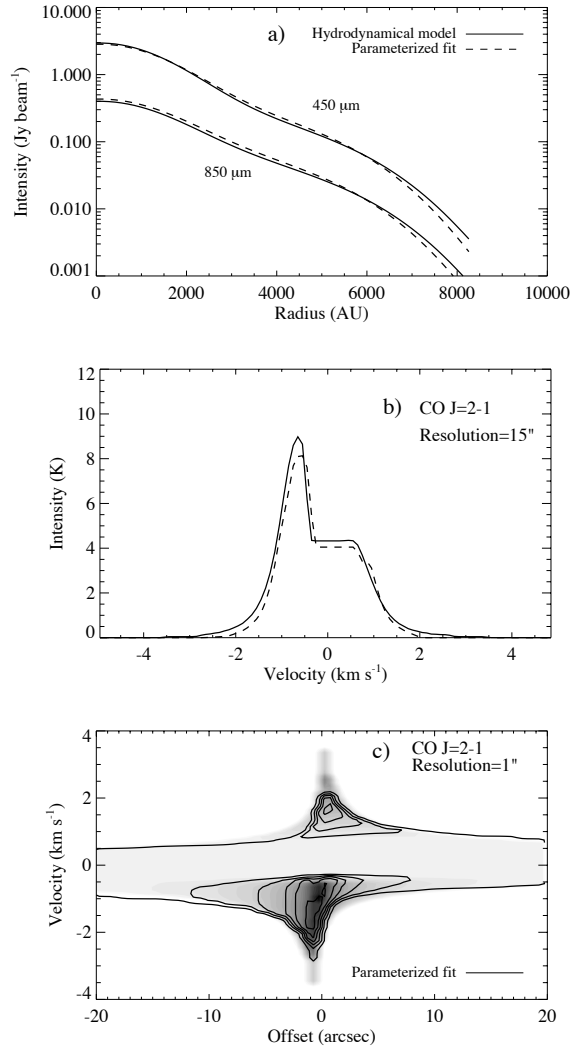 10.000
a)
Hydrodynamical model
Parameterized fit
1.000
450 μm
Intensity (Jy beam⁻¹)
0.100
850 μm
0.010
0.001
0 2000 4000 6000 8000 10000
Radius (AU)
12
b) CO J=2-1
10
Resolution=15"
8
Intensity (K)
6
4
2
0
-4 -2 0 2 4
Velocity (km s⁻¹)
4
c) CO J=2-1
Resolution=1"
2
Velocity (km s⁻¹)
0
-2
Parameterized fit
-4
-20 -10 0 10 20
Offset (arcsec)